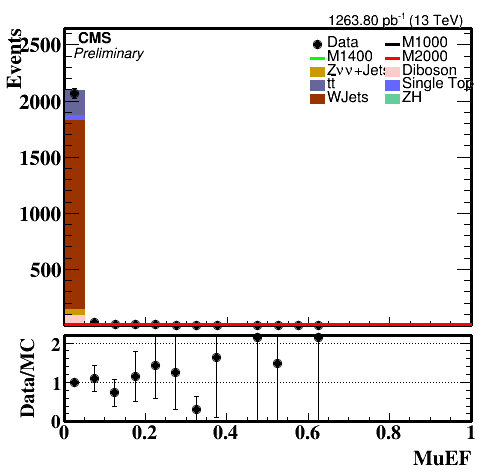 1263.80 pb⁻¹ (13 TeV)
CMS
Preliminary
Data
M1000
M1400
M2000
Zνν+Jets
Diboson
tt
Single Top
WJets
ZH
Events
2500
2000
1500
1000
500
Data/MC
2
1
0
0 0.2 0.4 0.6 0.8 1
MuEF